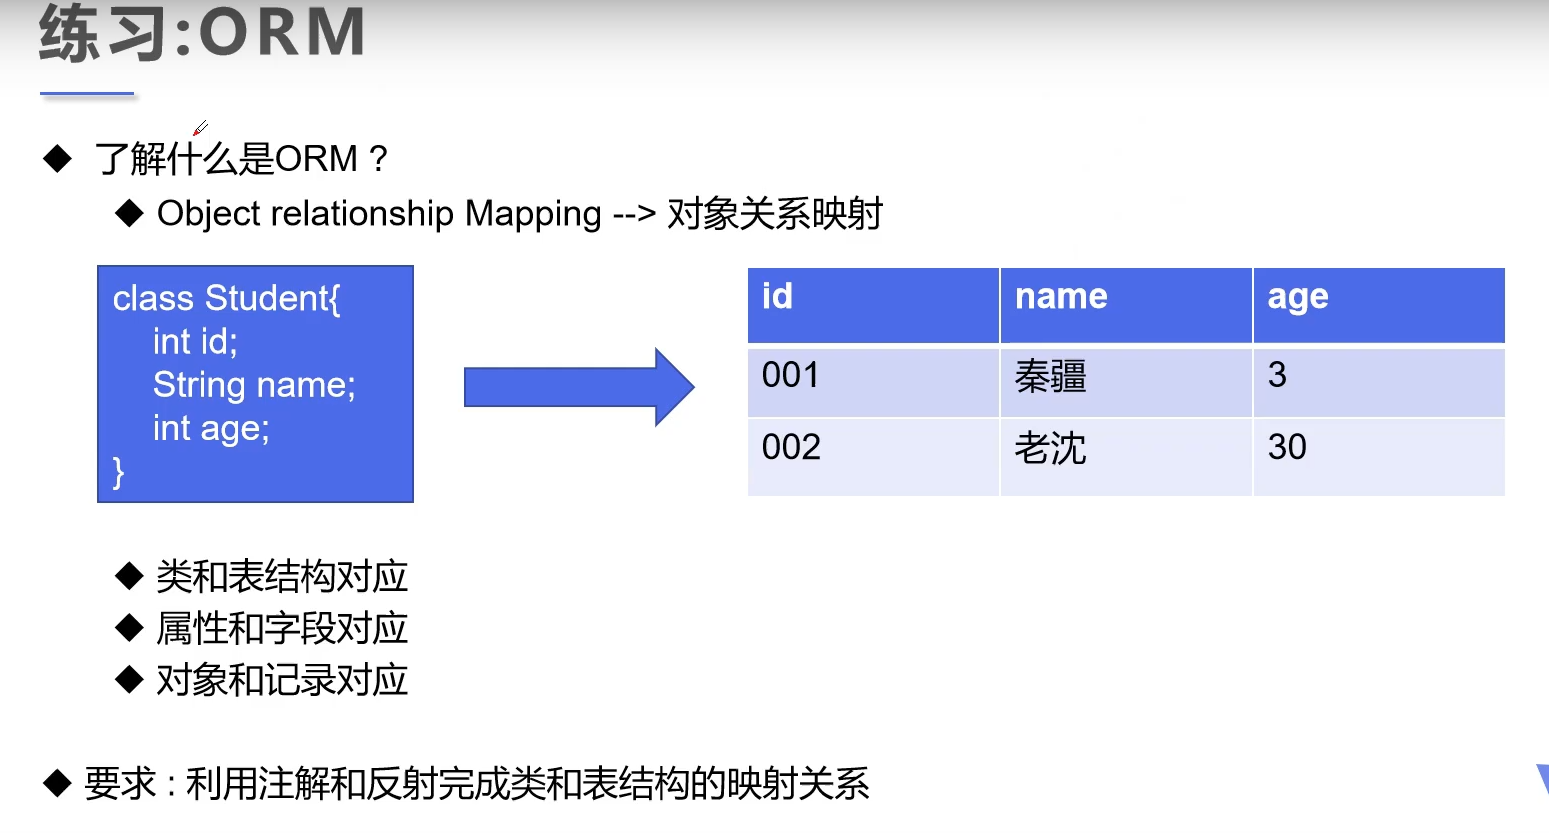 练习:ORM
了解什么是ORM？
Object relationship Mapping --> 对象关系映射
class Student{
int id;
String name;
int age;
}
id name age
001 秦疆 3
002 老沈 30
类和表结构对应
属性和字段对应
对象和记录对应
要求：利用注解和反射完成类和表结构的映射关系